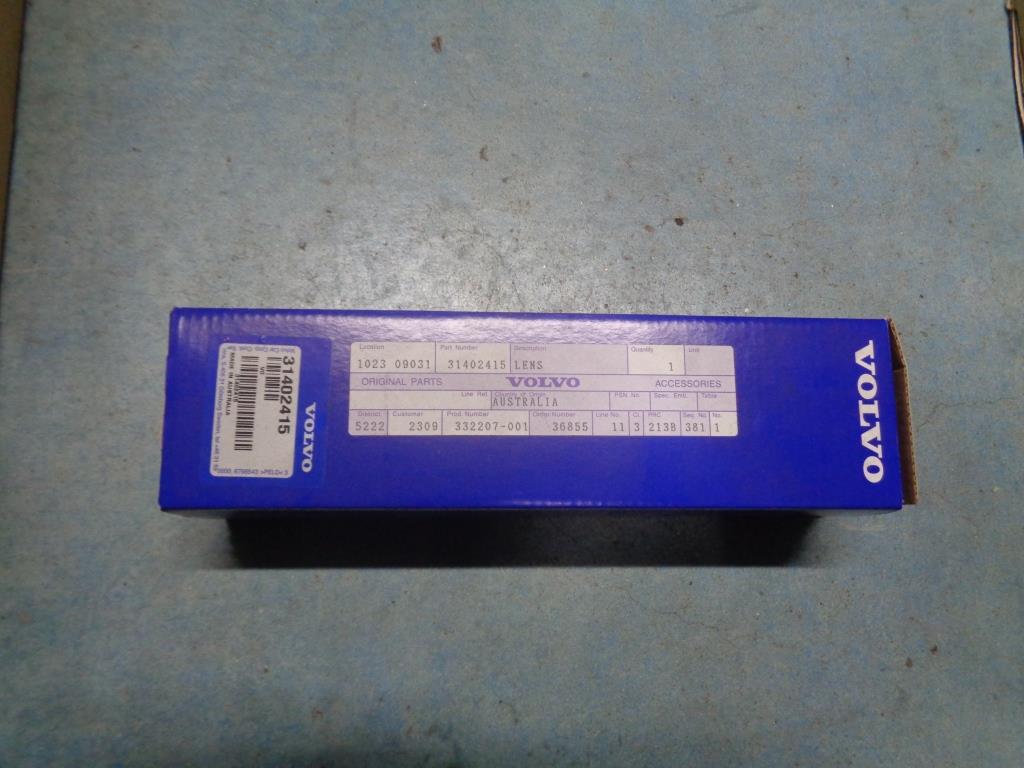 Location Part Number Description Quantity Unit
1023 09031 31402415 LENS 1
ORIGINAL PARTS VOLVO ACCESSORIES
Line Ref. Country of Origin PSN No. Spec. Emb. Table
AUSTRALIA
District Customer Prod. Number Order Number Line No. Cl. PRC Seq. No. No.
5222 2309 332207-001 36855 11 3 213B 381 1
VOLVO
31402415
MADE IN AUSTRALIA
VOLVO